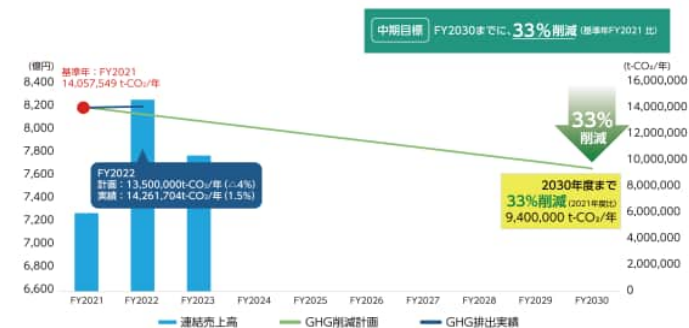 中期目標 FY2030までに、33%削減（基準年FY2021 比）
(億円)
(t-CO₂/年)
基準年：FY2021
14,057,549 t-CO₂/年
8,400
8,200
8,000
7,800
7,600
7,400
7,200
7,000
6,800
6,600
16,000,000
14,000,000
12,000,000
10,000,000
8,000,000
6,000,000
4,000,000
2,000,000
0
33%
削減
FY2022
計画：13,500,000t-CO₂/年 (△4%)
実績：14,261,704t-CO₂/年 (1.5%)
2030年度まで
33%削減 (2021年度比)
9,400,000 t-CO₂/年
FY2021 FY2022 FY2023 FY2024 FY2025 FY2026 FY2027 FY2028 FY2029 FY2030
連結売上高 GHG削減計画 GHG排出実績